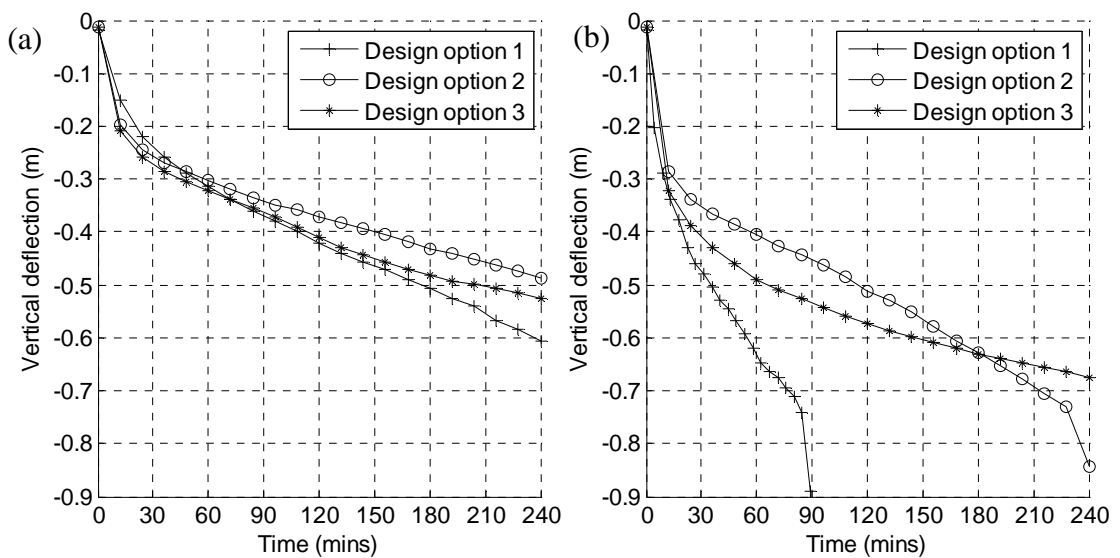 (a)
Design option 1
Design option 2
Design option 3
0
-0.1
-0.2
-0.3
-0.4
-0.5
-0.6
-0.7
-0.8
-0.9
Vertical deflection (m)
0 30 60 90 120 150 180 210 240
Time (mins)
(b)
Design option 1
Design option 2
Design option 3
0
-0.1
-0.2
-0.3
-0.4
-0.5
-0.6
-0.7
-0.8
-0.9
Vertical deflection (m)
0 30 60 90 120 150 180 210 240
Time (mins)